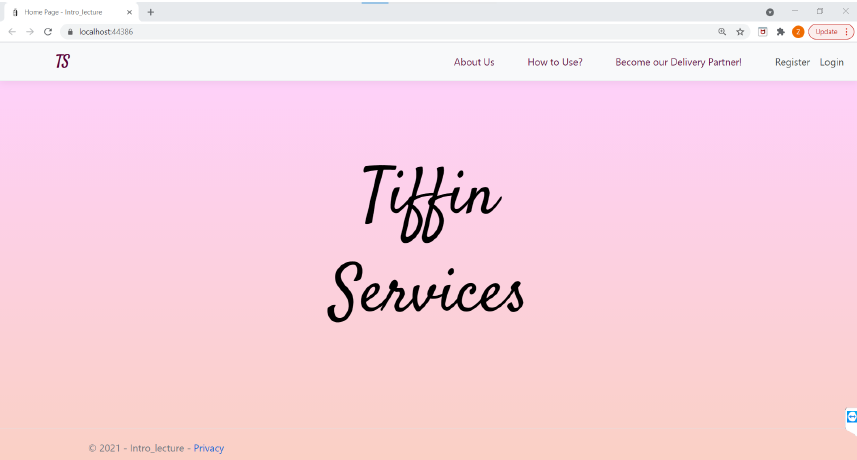 Home Page - Intro_lecture
localhost:44386
2
Update
TS
About Us
How to Use?
Become our Delivery Partner!
Register
Login
Tiffin
Services
© 2021 - Intro_lecture - Privacy